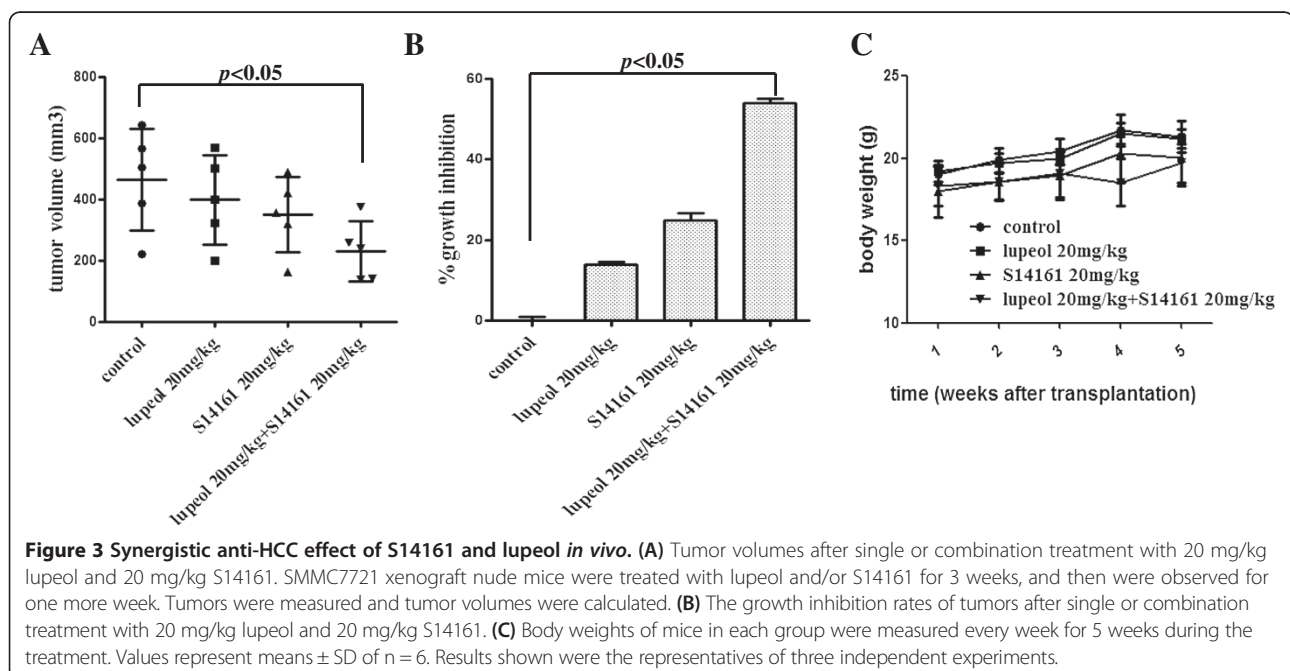 A
B
C
p<0.05
tumor volume (mm3)
800
600
400
200
0
control
lupeol 20mg/kg
S14161 20mg/kg
lupeol 20mg/kg+S14161 20mg/kg
p<0.05
% growth inhibition
60
40
20
0
control
lupeol 20mg/kg
S14161 20mg/kg
lupeol 20mg/kg+S14161 20mg/kg
body weight (g)
25
20
15
10
control
lupeol 20mg/kg
S14161 20mg/kg
lupeol 20mg/kg+S14161 20mg/kg
1
2
3
4
5
time (weeks after transplantation)
Figure 3 Synergistic anti-HCC effect of S14161 and lupeol in vivo. (A) Tumor volumes after single or combination treatment with 20 mg/kg
lupeol and 20 mg/kg S14161. SMMC7721 xenograft nude mice were treated with lupeol and/or S14161 for 3 weeks, and then were observed for
one more week. Tumors were measured and tumor volumes were calculated. (B) The growth inhibition rates of tumors after single or combination
treatment with 20 mg/kg lupeol and 20 mg/kg S14161. (C) Body weights of mice in each group were measured every week for 5 weeks during the
treatment. Values represent means ± SD of n = 6. Results shown were the representatives of three independent experiments.